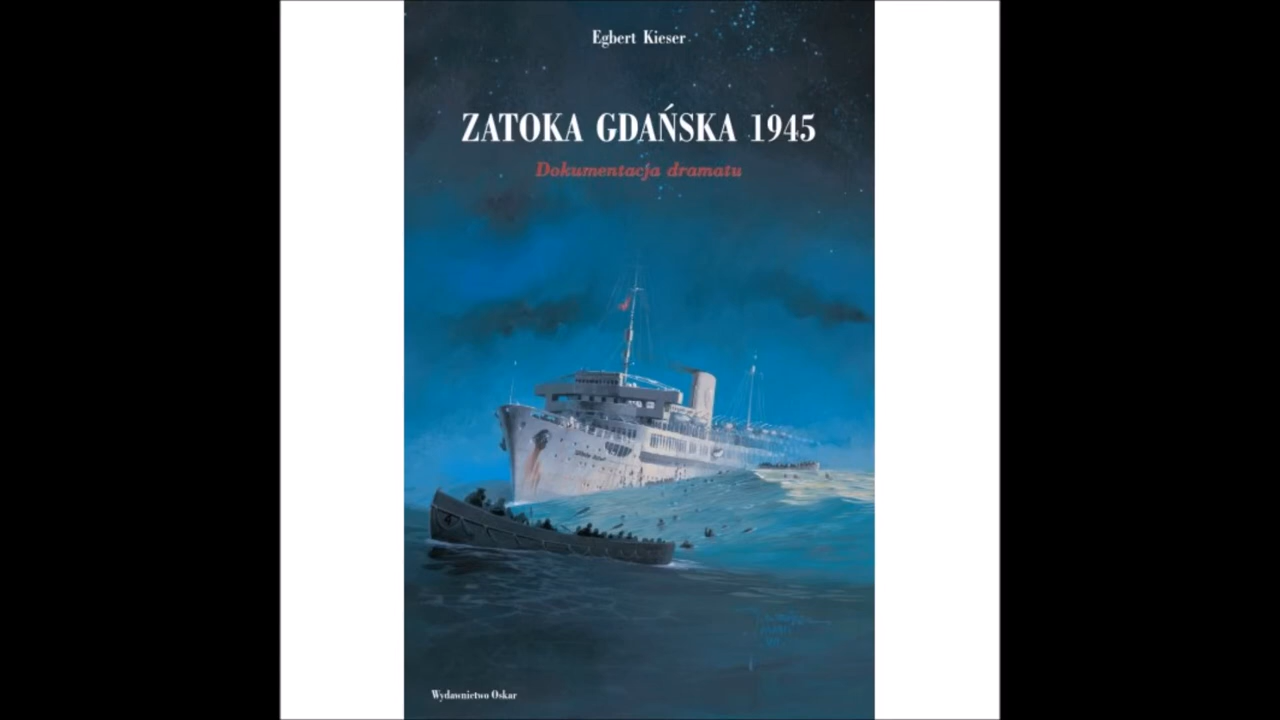 Egbert Kieser
ZATOKA GDAŃSKA 1945
Dokumentacja dramatu
Wydawnictwo Oskar